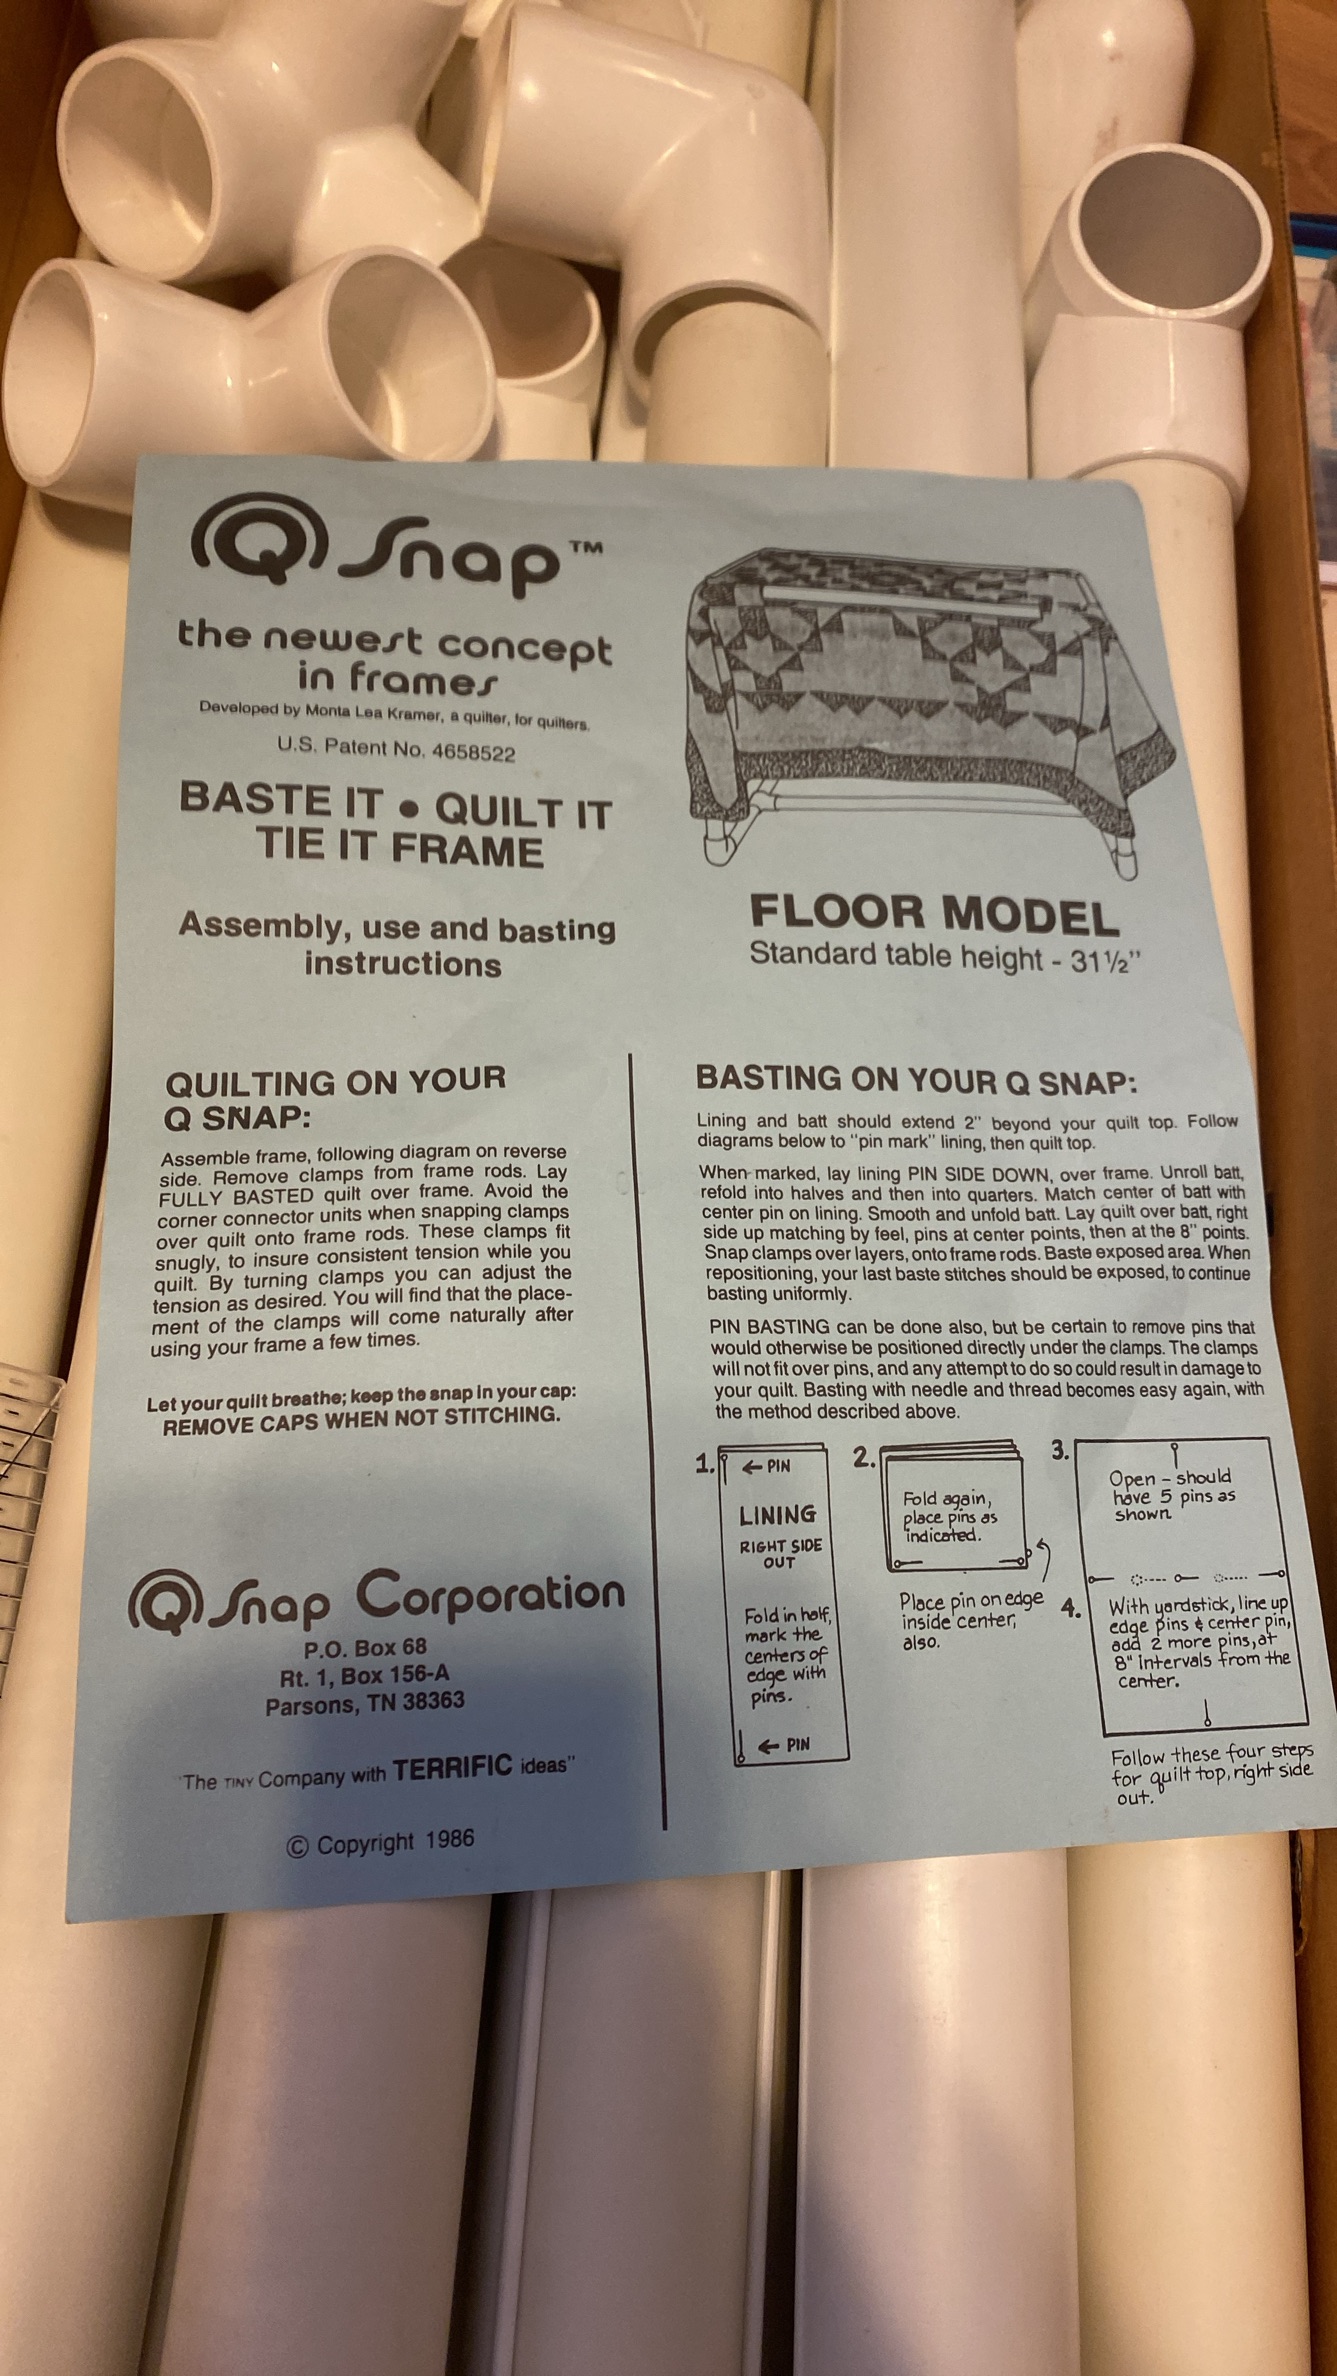 Q Snap™
the newest concept
in frames
Developed by Monta Lea Kramer, a quilter, for quilters.
U.S. Patent No. 4658522
BASTE IT • QUILT IT
TIE IT FRAME
Assembly, use and basting
instructions
FLOOR MODEL
Standard table height - 31½"
QUILTING ON YOUR
Q SNAP:
Assemble frame, following diagram on reverse
side. Remove clamps from frame rods. Lay
FULLY BASTED quilt over frame. Avoid the
corner connector units when snapping clamps
over quilt onto frame rods. These clamps fit
snugly, to insure consistent tension while you
quilt. By turning clamps you can adjust the
tension as desired. You will find that the place-
ment of the clamps will come naturally after
using your frame a few times.
Let your quilt breathe; keep the snap in your cap:
REMOVE CAPS WHEN NOT STITCHING.
Q Snap Corporation
P.O. Box 68
Rt. 1, Box 156-A
Parsons, TN 38363
"The TINY Company with TERRIFIC ideas"
© Copyright 1986
BASTING ON YOUR Q SNAP:
Lining and batt should extend 2" beyond your quilt top. Follow
diagrams below to "pin mark" lining, then quilt top.
When marked, lay lining PIN SIDE DOWN, over frame. Unroll batt,
refold into halves and then into quarters. Match center of batt with
center pin on lining. Smooth and unfold batt. Lay quilt over batt, right
side up matching by feel, pins at center points, then at the 8" points.
Snap clamps over layers, onto frame rods. Baste exposed area. When
repositioning, your last baste stitches should be exposed, to continue
basting uniformly.
PIN BASTING can be done also, but be certain to remove pins that
would otherwise be positioned directly under the clamps. The clamps
will not fit over pins, and any attempt to do so could result in damage to
your quilt. Basting with needle and thread becomes easy again, with
the method described above.
1.
← PIN
LINING
RIGHT SIDE
OUT
Fold in half,
mark the
centers of
edge with
pins.
← PIN
2.
Fold again,
place pins as
indicated.
Place pin on edge
inside center,
also.
3.
Open - should
have 5 pins as
shown
4.
With yardstick, line up
edge pins & center pin,
add 2 more pins, at
8" intervals from the
center.
Follow these four steps
for quilt top, right side
out.